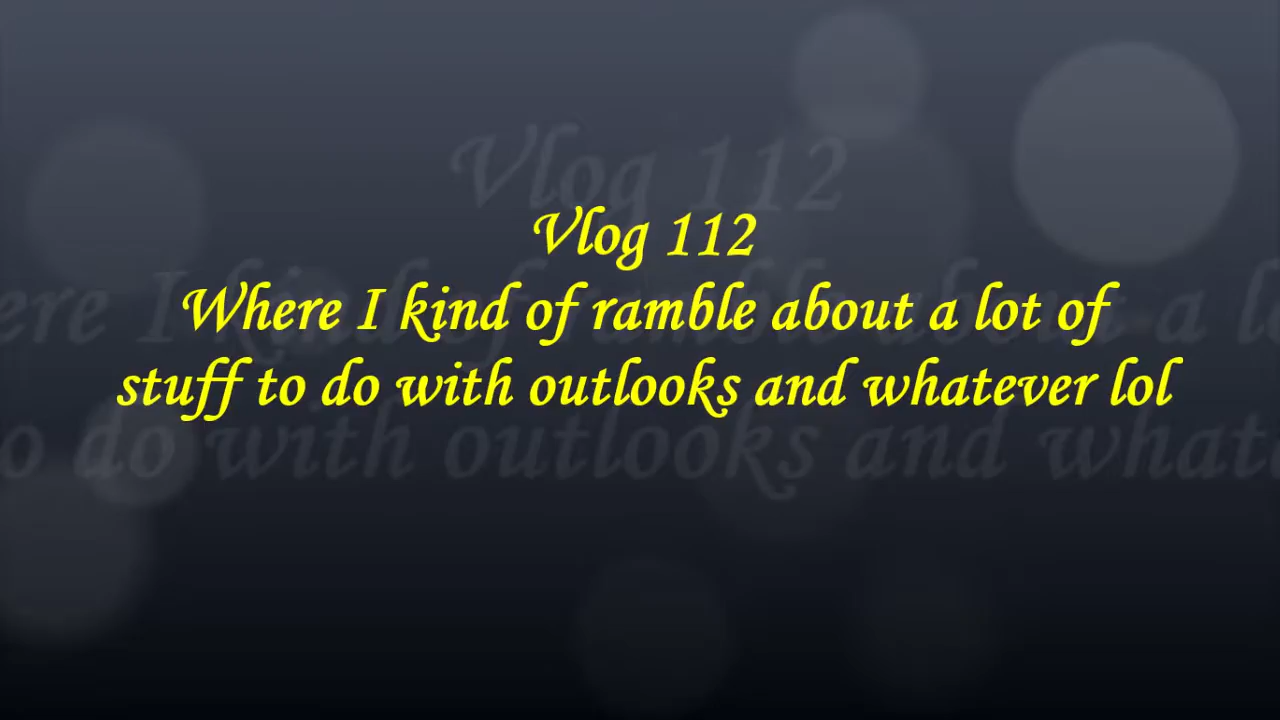 Vlog 112
Where I kind of ramble about a lot of
stuff to do with outlooks and whatever lol